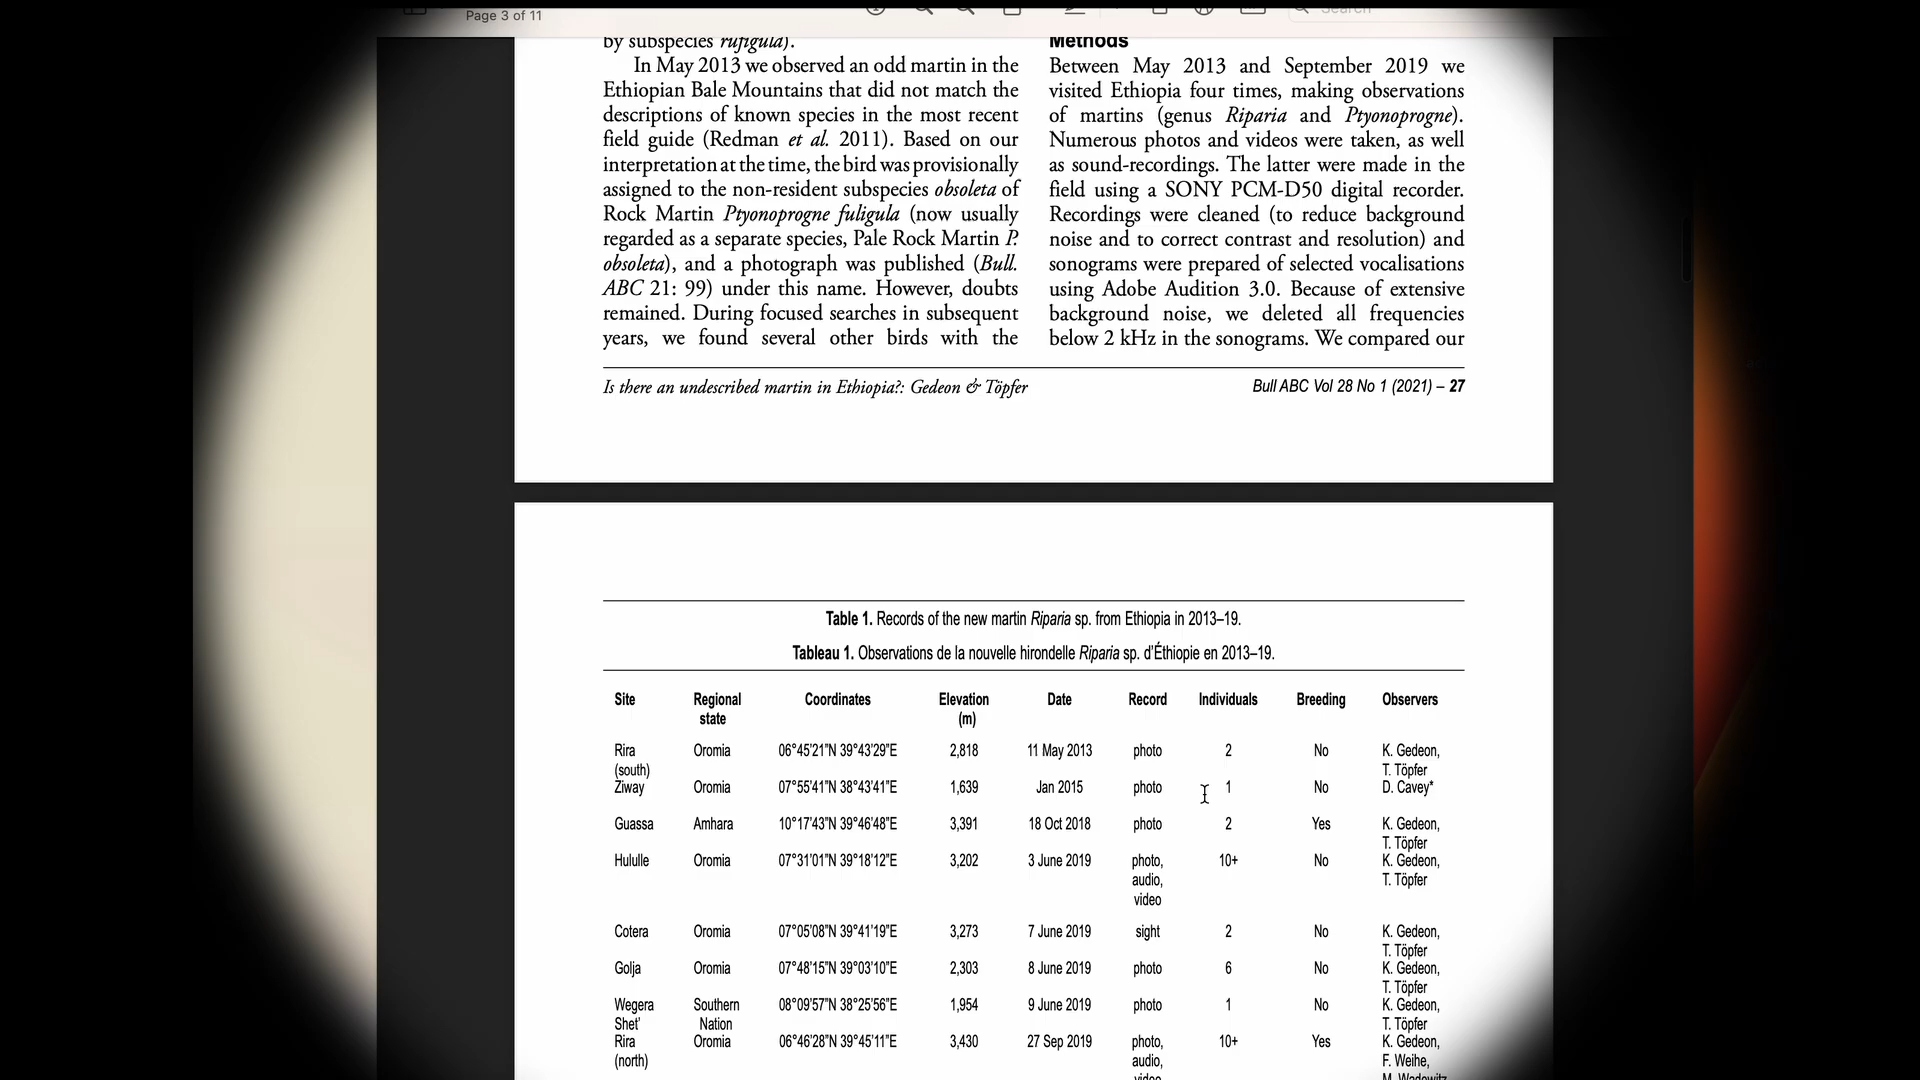 Page 3 of 11
Search
by subspecies rufigula).
In May 2013 we observed an odd martin in the
Ethiopian Bale Mountains that did not match the
descriptions of known species in the most recent
field guide (Redman et al. 2011). Based on our
interpretation at the time, the bird was provisionally
assigned to the non-resident subspecies obsoleta of
Rock Martin Ptyonoprogne fuligula (now usually
regarded as a separate species, Pale Rock Martin P.
obsoleta), and a photograph was published (Bull.
ABC 21: 99) under this name. However, doubts
remained. During focused searches in subsequent
years, we found several other birds with the
Methods
Between May 2013 and September 2019 we
visited Ethiopia four times, making observations
of martins (genus Riparia and Ptyonoprogne).
Numerous photos and videos were taken, as well
as sound-recordings. The latter were made in the
field using a SONY PCM-D50 digital recorder.
Recordings were cleaned (to reduce background
noise and to correct contrast and resolution) and
sonograms were prepared of selected vocalisations
using Adobe Audition 3.0. Because of extensive
background noise, we deleted all frequencies
below 2 kHz in the sonograms. We compared our
Is there an undescribed martin in Ethiopia?: Gedeon & Töpfer
Bull ABC Vol 28 No 1 (2021) – 27
Table 1. Records of the new martin Riparia sp. from Ethiopia in 2013–19.
Tableau 1. Observations de la nouvelle hirondelle Riparia sp. d'Éthiopie en 2013–19.
Site Regional state Coordinates Elevation (m) Date Record Individuals Breeding Observers
Rira (south) Oromia 06°45'21"N 39°43'29"E 2,818 11 May 2013 photo 2 No K. Gedeon, T. Töpfer
Ziway Oromia 07°55'41"N 38°43'41"E 1,639 Jan 2015 photo 1 No D. Cavey*
Guassa Amhara 10°17'43"N 39°46'48"E 3,391 18 Oct 2018 photo 2 Yes K. Gedeon, T. Töpfer
Hululle Oromia 07°31'01"N 39°18'12"E 3,202 3 June 2019 photo, audio, video 10+ No K. Gedeon, T. Töpfer
Cotera Oromia 07°05'08"N 39°41'19"E 3,273 7 June 2019 sight 2 No K. Gedeon, T. Töpfer
Golja Oromia 07°48'15"N 39°03'10"E 2,303 8 June 2019 photo 6 No K. Gedeon, T. Töpfer
Wegera Shet' Southern Nation 08°09'57"N 38°25'56"E 1,954 9 June 2019 photo 1 No K. Gedeon, T. Töpfer
Rira (north) Oromia 06°46'28"N 39°45'11"E 3,430 27 Sep 2019 photo, audio, video 10+ Yes K. Gedeon, F. Weihe, M. Wadewitz